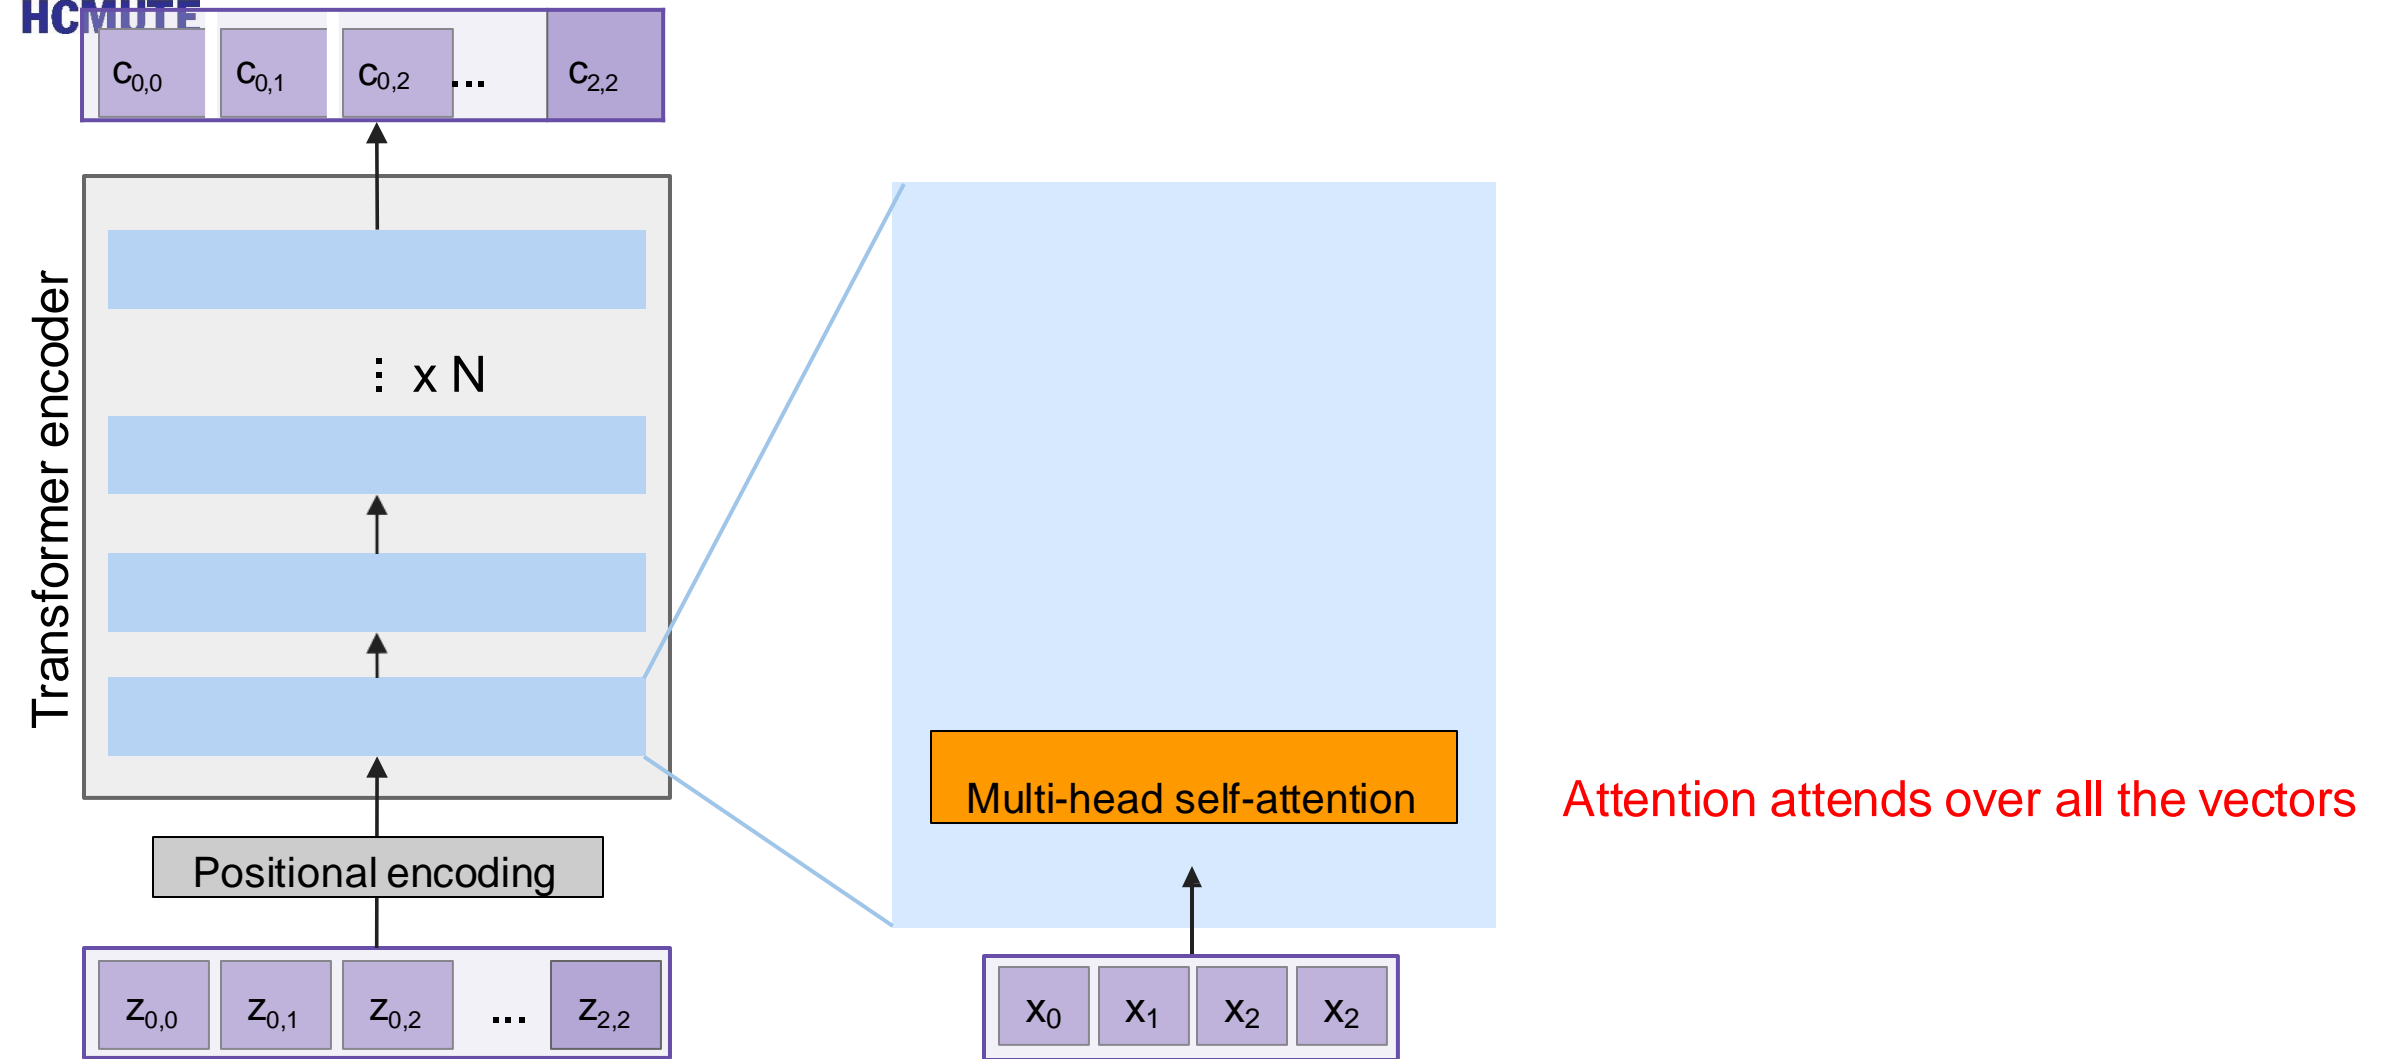 HCMUTE
c0,0 c0,1 c0,2 ... c2,2
Transformer encoder
⋮ x N
Multi-head self-attention
Attention attends over all the vectors
Positional encoding
z0,0 z0,1 z0,2 ... z2,2
x0 x1 x2 x2